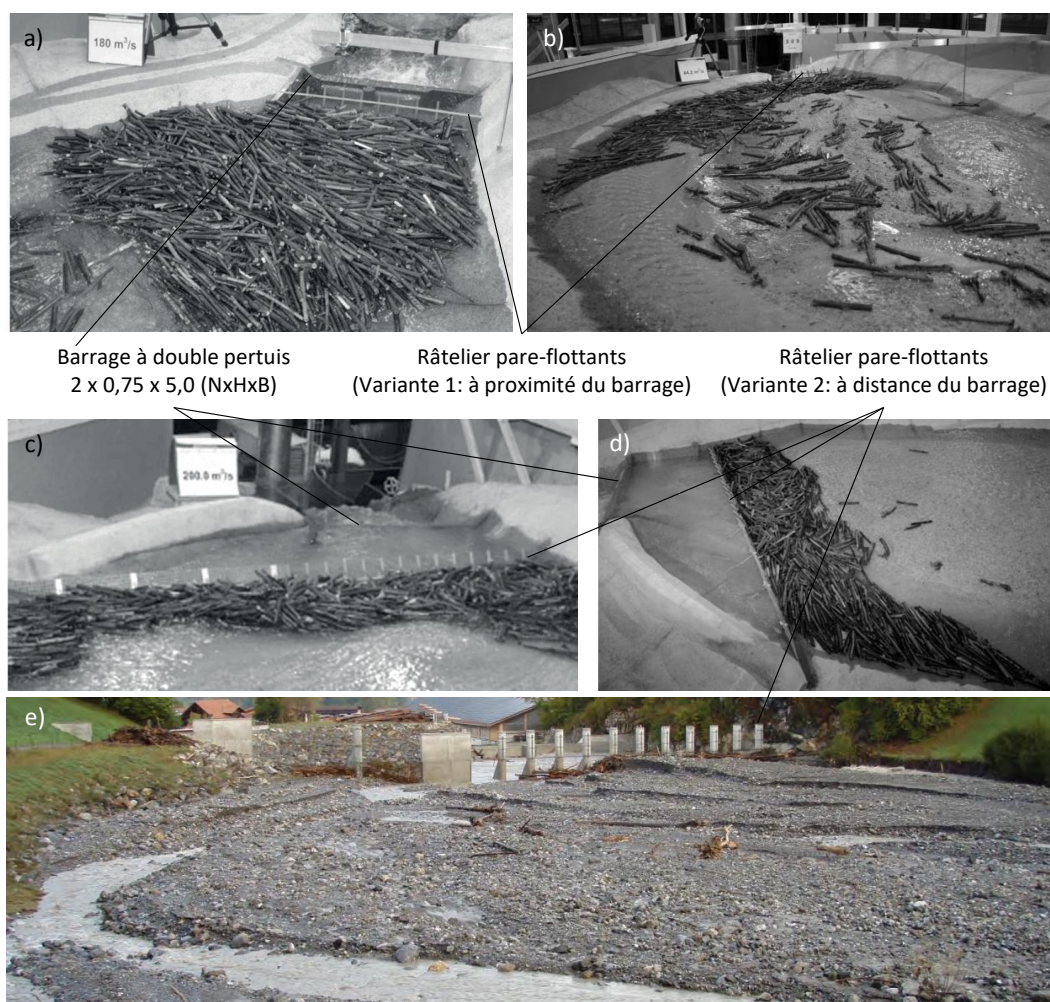 a)
180 m³/s
b)
Barrage à double pertuis
2 x 0,75 x 5,0 (NxHxB)
Râtelier pare-flottants
(Variante 1: à proximité du barrage)
Râtelier pare-flottants
(Variante 2: à distance du barrage)
c)
200.0 m³/s
d)
e)